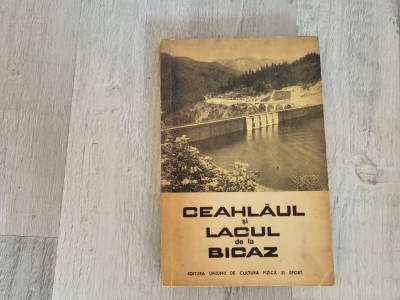 CEAHLĂUL
și
LACUL
de la
BICAZ
EDITURA UNIUNII DE CULTURĂ FIZICĂ ȘI SPORT